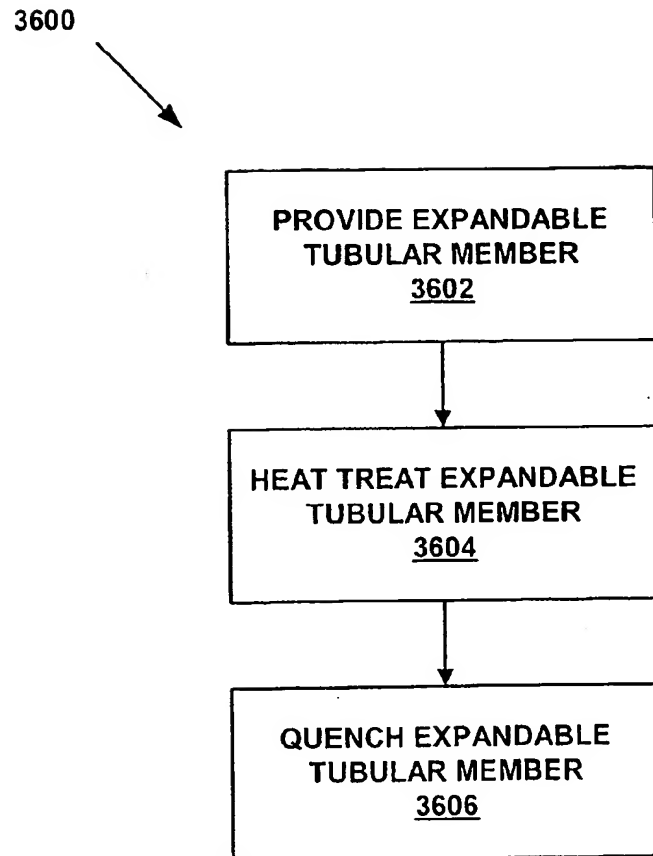 3600
PROVIDE EXPANDABLE
TUBULAR MEMBER
3602
HEAT TREAT EXPANDABLE
TUBULAR MEMBER
3604
QUENCH EXPANDABLE
TUBULAR MEMBER
3606